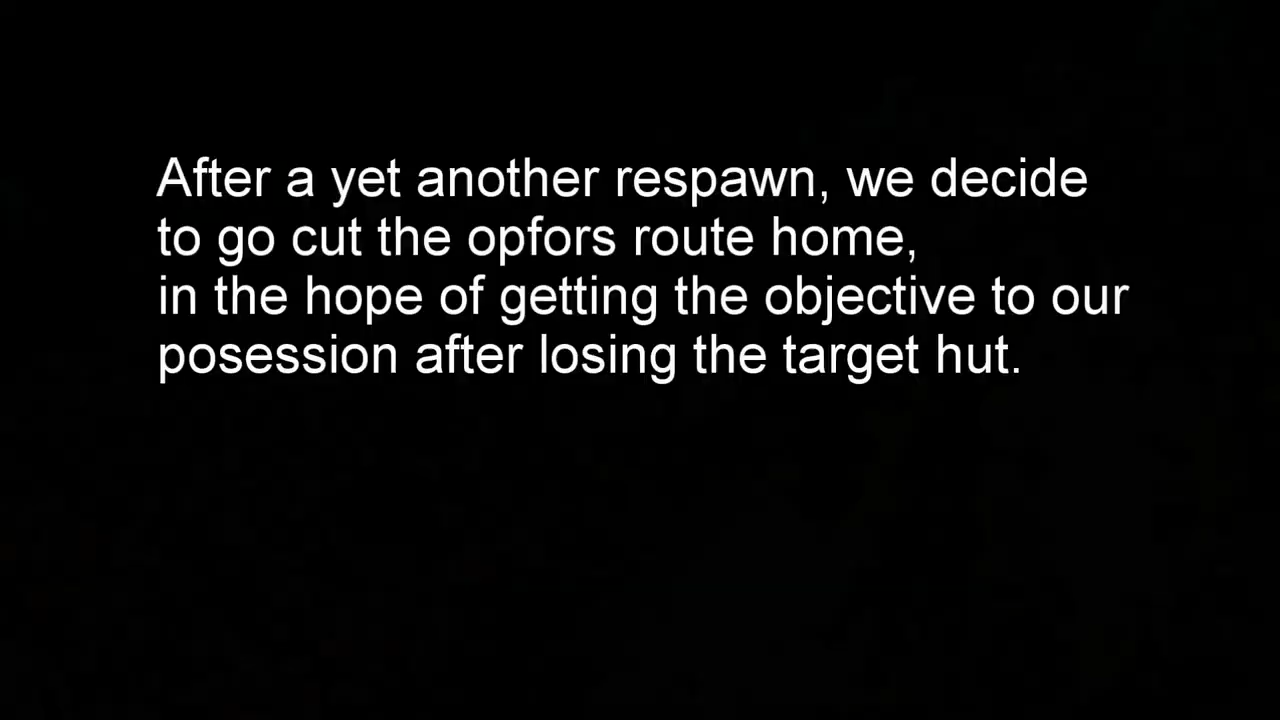 After a yet another respawn, we decide
to go cut the opfors route home,
in the hope of getting the objective to our
posession after losing the target hut.